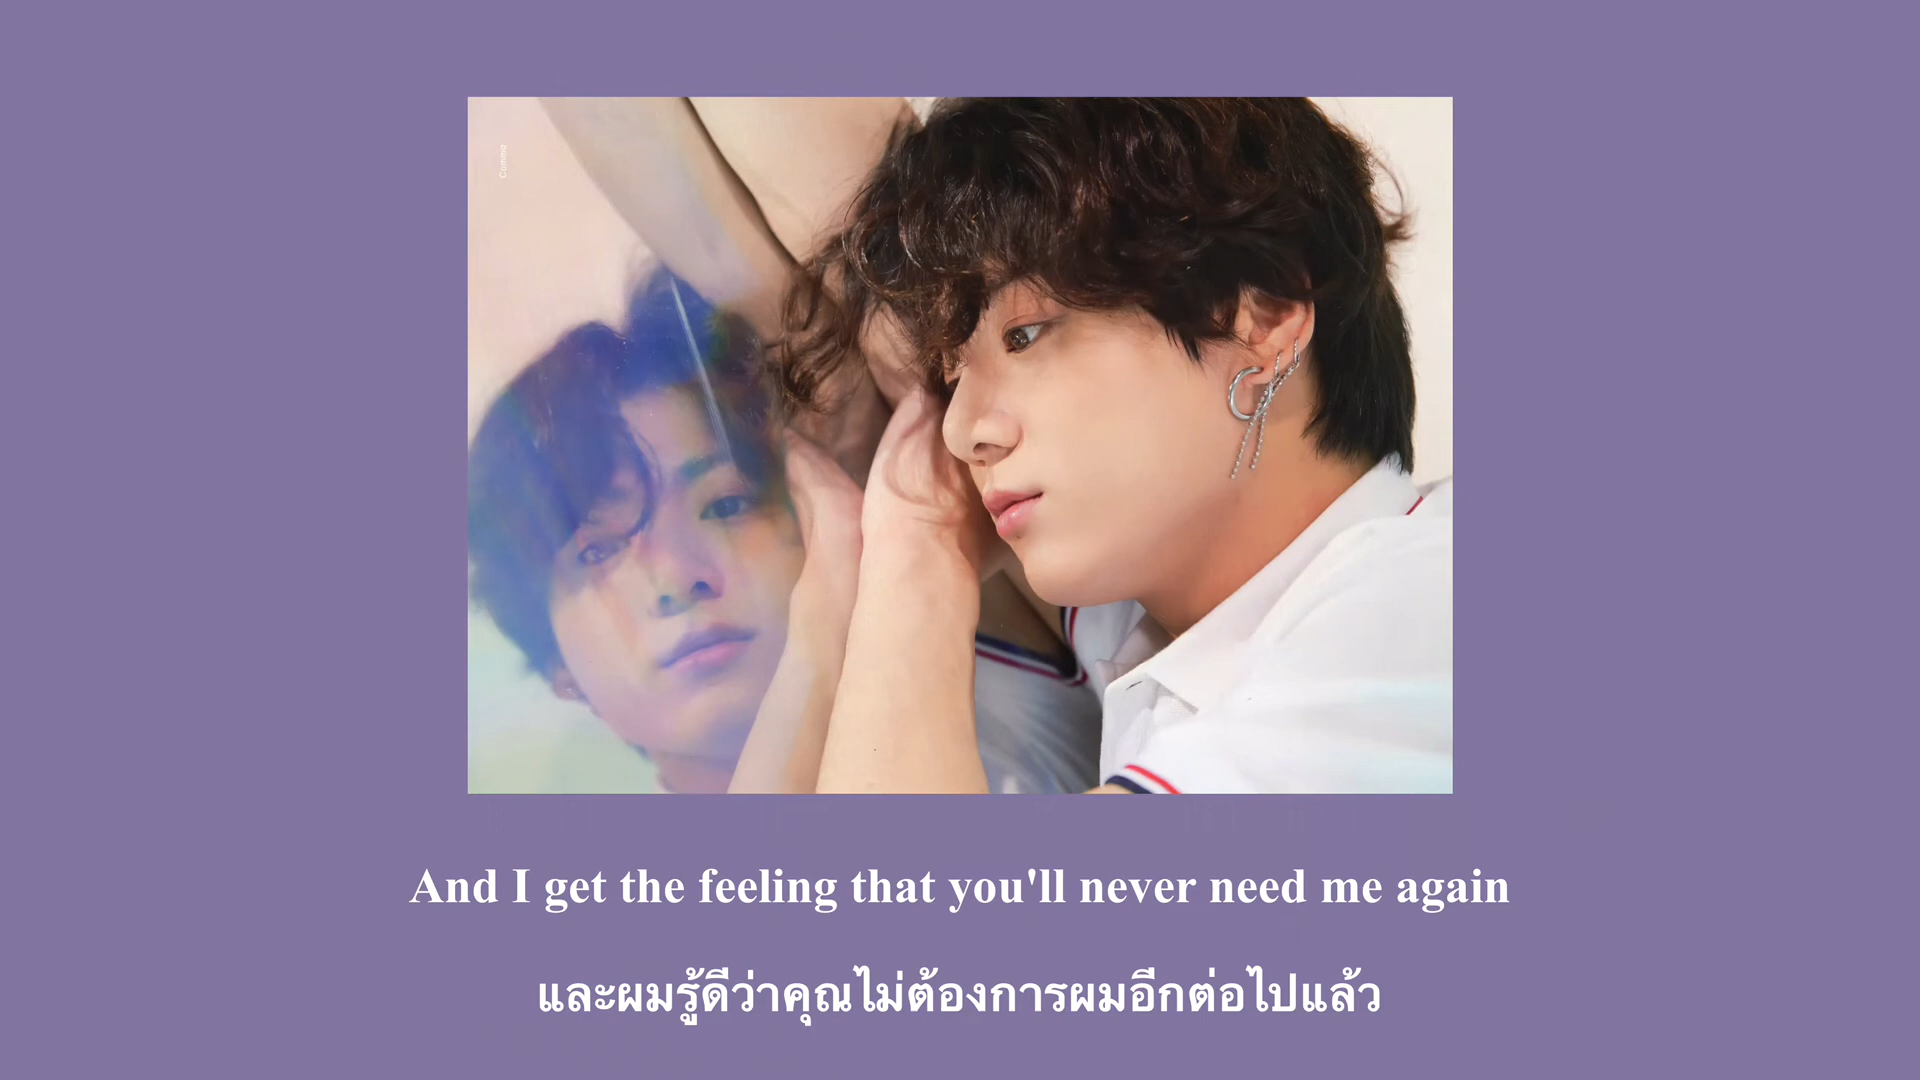 Comma
And I get the feeling that you'll never need me again
และผมรู้ดีว่าคุณไม่ต้องการผมอีกต่อไปแล้ว